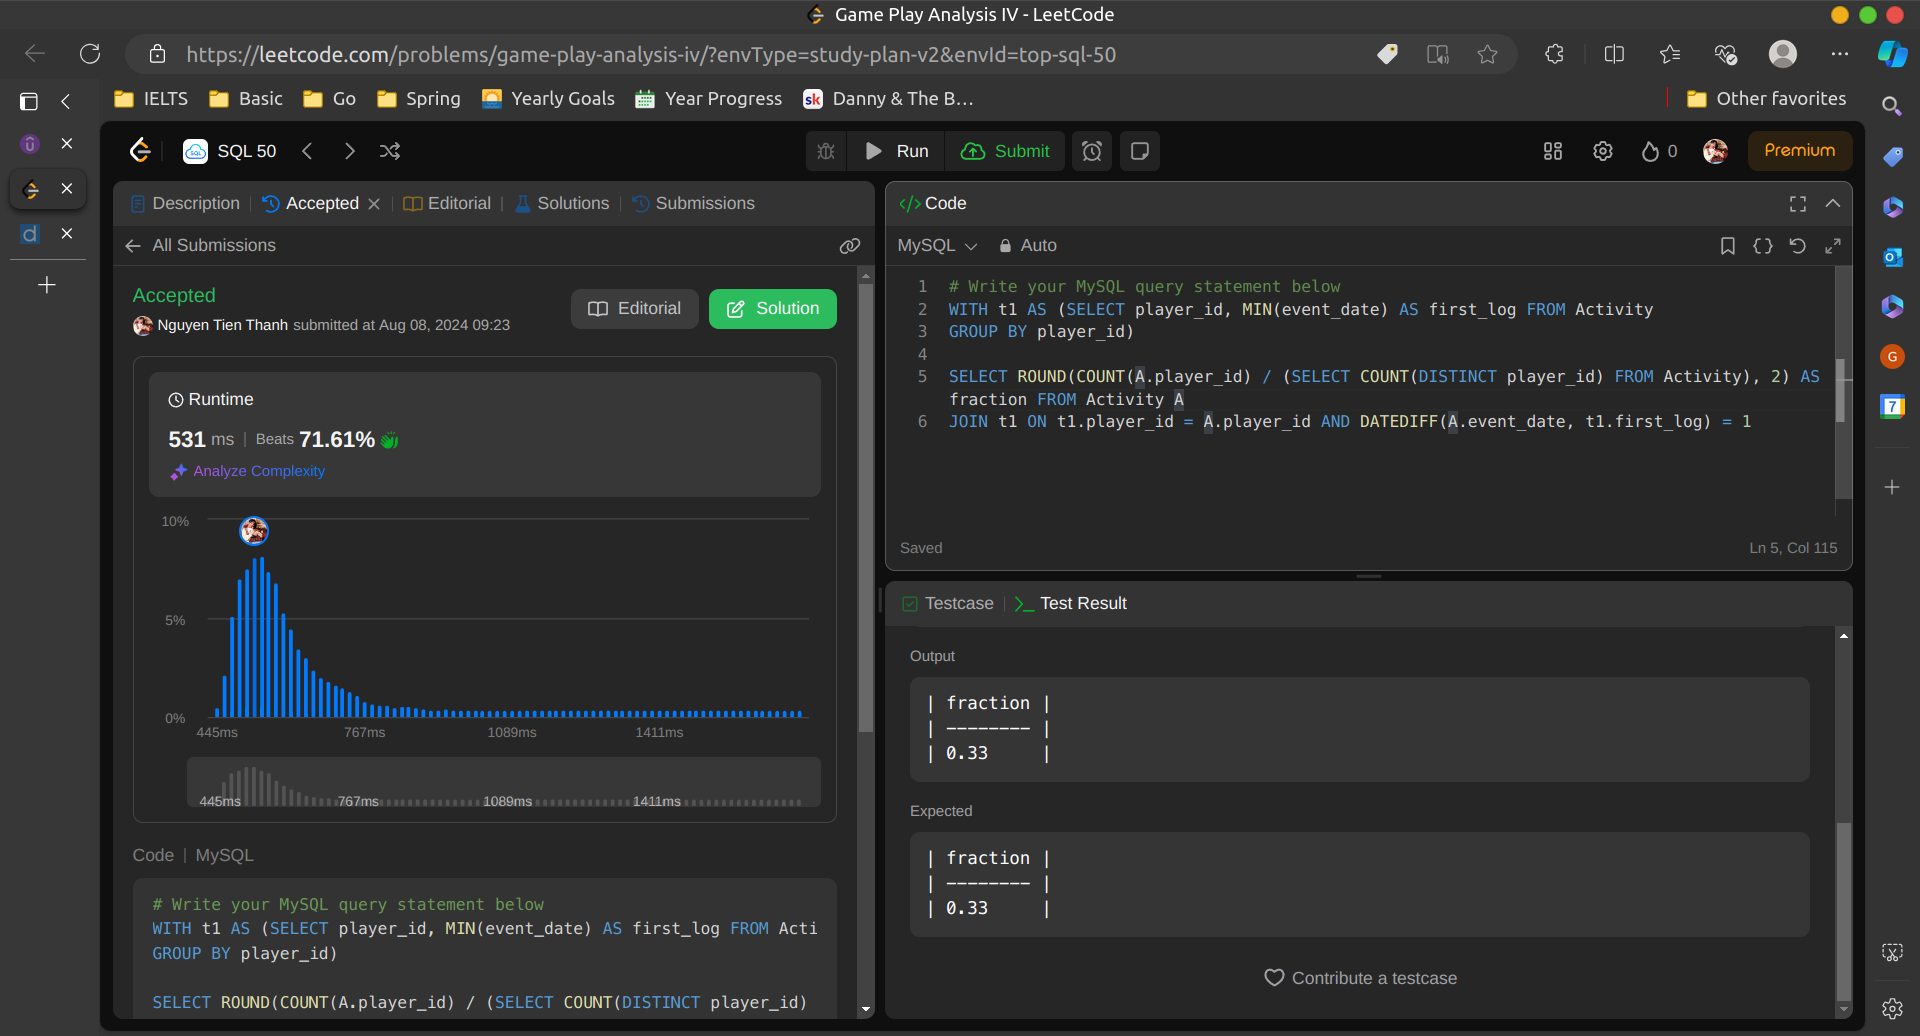 Game Play Analysis IV - LeetCode
https://leetcode.com/problems/game-play-analysis-iv/?envType=study-plan-v2&envId=top-sql-50
IELTS Basic Go Spring Yearly Goals Year Progress sk Danny & The B... Other favorites
SQL 50 Run Submit 0 Premium
Description Accepted Editorial Solutions Submissions
All Submissions
Accepted
Nguyen Tien Thanh submitted at Aug 08, 2024 09:23
Editorial Solution
Runtime
531 ms | Beats 71.61%
Analyze Complexity
10%
5%
0%
445ms 767ms 1089ms 1411ms
445ms 767ms 1089ms 1411ms
Code | MySQL
# Write your MySQL query statement below
WITH t1 AS (SELECT player_id, MIN(event_date) AS first_log FROM Acti
GROUP BY player_id)
SELECT ROUND(COUNT(A.player_id) / (SELECT COUNT(DISTINCT player_id)
</> Code
MySQL Auto
1 # Write your MySQL query statement below
2 WITH t1 AS (SELECT player_id, MIN(event_date) AS first_log FROM Activity
3 GROUP BY player_id)
4
5 SELECT ROUND(COUNT(A.player_id) / (SELECT COUNT(DISTINCT player_id) FROM Activity), 2) AS
fraction FROM Activity A
6 JOIN t1 ON t1.player_id = A.player_id AND DATEDIFF(A.event_date, t1.first_log) = 1
Saved Ln 5, Col 115
Testcase >_ Test Result
Output
| fraction |
| -------- |
| 0.33 |
Expected
| fraction |
| -------- |
| 0.33 |
Contribute a testcase
G
7